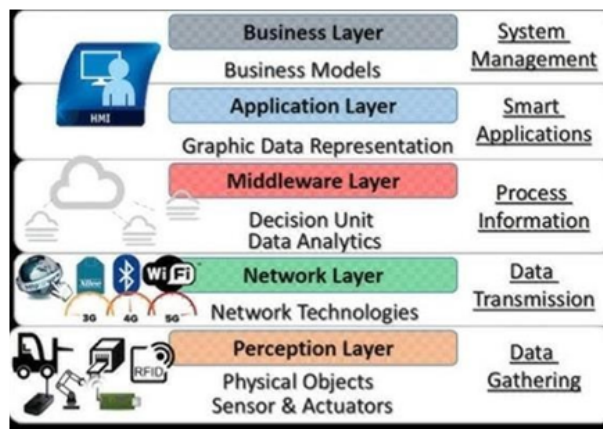 Business Layer
Business Models
System
Management
HMI
Application Layer
Graphic Data Representation
Smart
Applications
Middleware Layer
Decision Unit
Data Analytics
Process
Information
XBee
WiFi
3G 4G 5G
Network Layer
Network Technologies
Data
Transmission
RFID
Perception Layer
Physical Objects
Sensor & Actuators
Data
Gathering